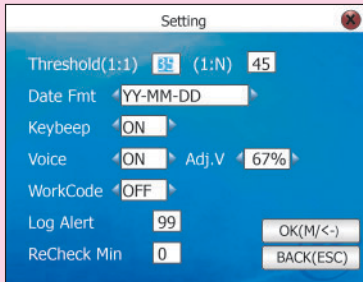 Setting
Threshold(1:1) 35 (1:N) 45
Date Fmt YY-MM-DD
Keybeep ON
Voice ON Adj.V 67%
WorkCode OFF
Log Alert 99
OK(M/<-)
ReCheck Min 0
BACK(ESC)